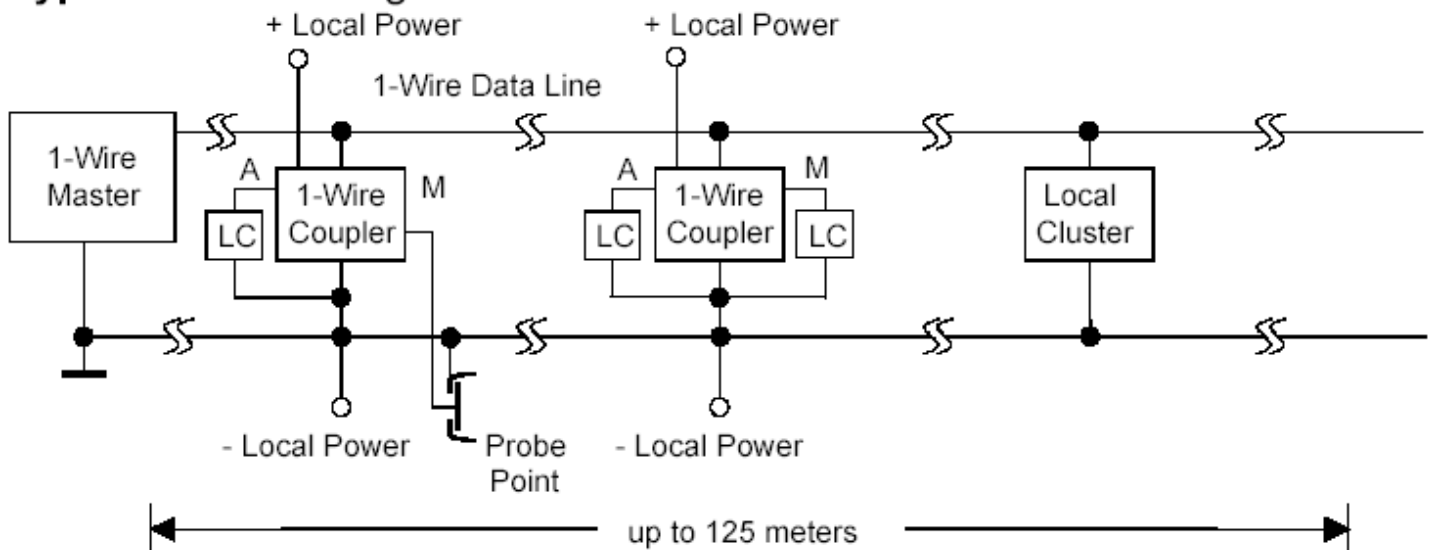 + Local Power
+ Local Power
1-Wire Data Line
1-Wire
Master
A
1-Wire
Coupler
M
LC
A
1-Wire
Coupler
M
LC
LC
Local
Cluster
- Local Power
Probe
Point
- Local Power
up to 125 meters